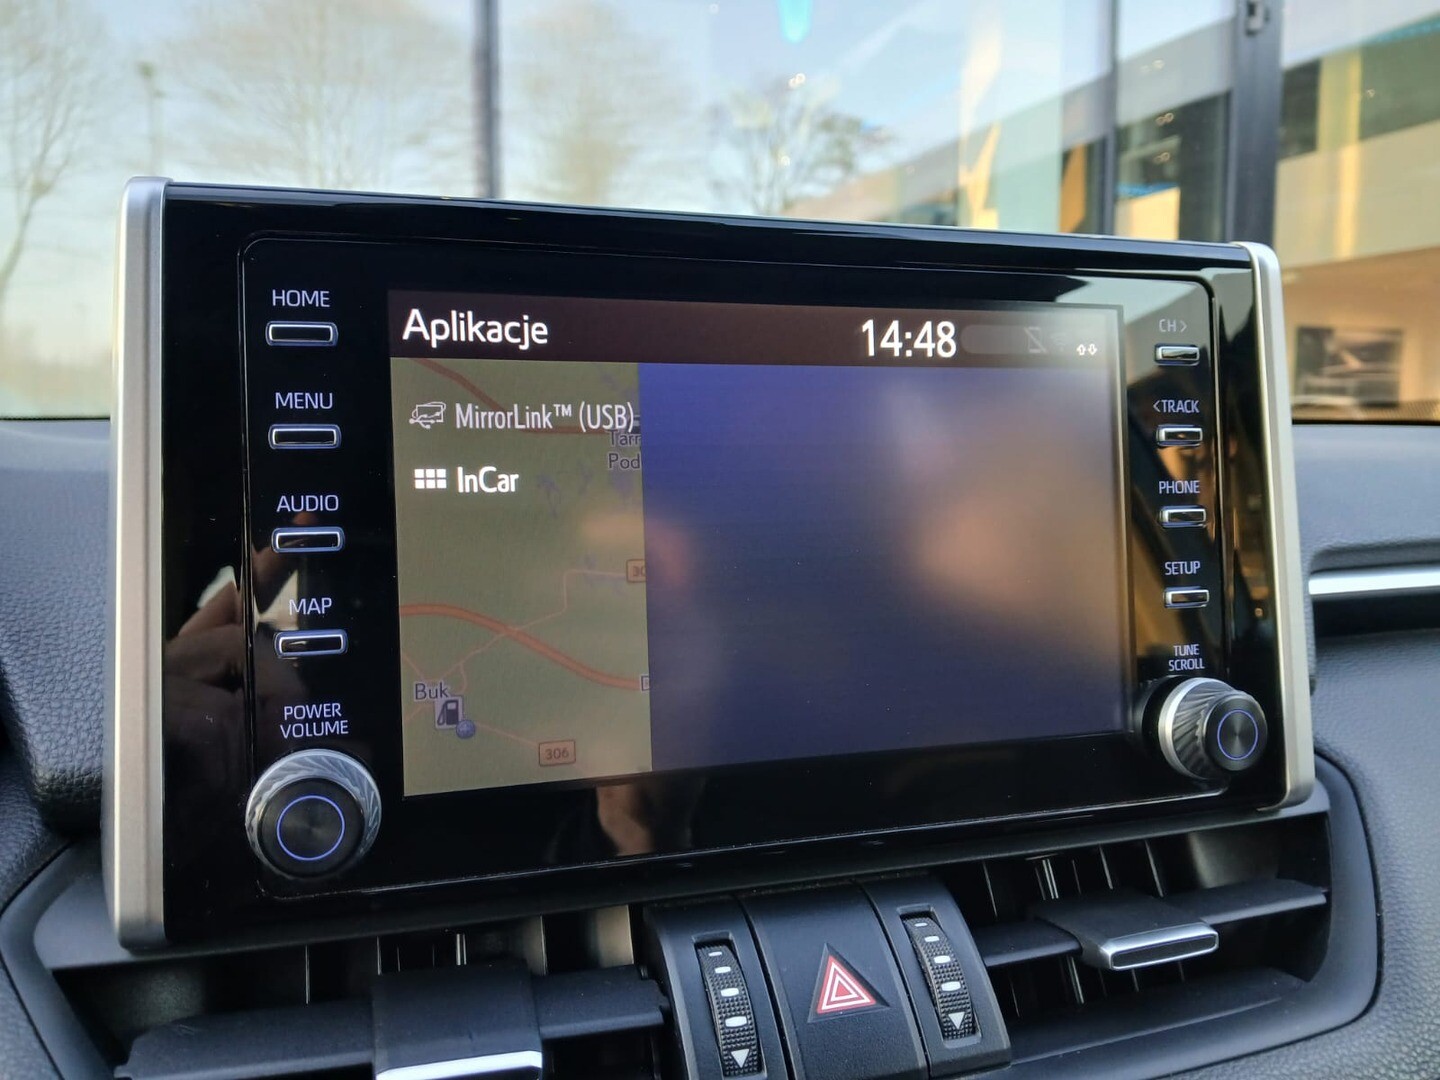 HOME
MENU
AUDIO
MAP
POWER
VOLUME
Aplikacje
14:48
MirrorLink™ (USB)
InCar
Pod
Buk
306
CH >
< TRACK
PHONE
SETUP
TUNE
SCROLL